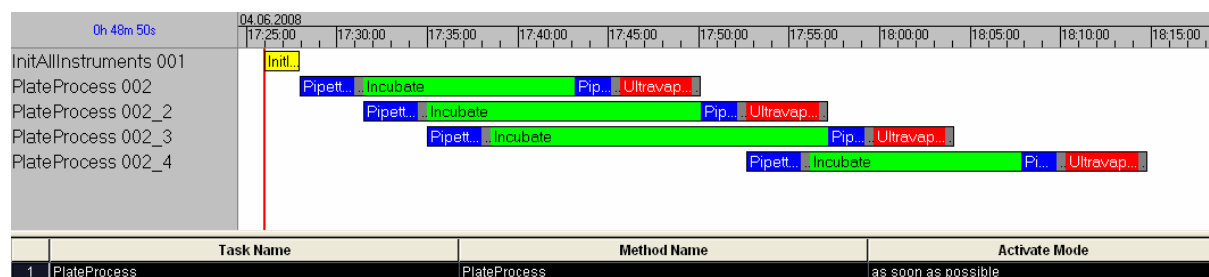 04.06.2008
0h 48m 50s
17:25:00 17:30:00 17:35:00 17:40:00 17:45:00 17:50:00 17:55:00 18:00:00 18:05:00 18:10:00 18:15:00
InitAllInstruments 001 Initl...
PlateProcess 002 Pipett... .. Incubate Pip... .. Ultravap... .
PlateProcess 002_2 Pipett... .. Incubate Pip... .. Ultravap... .
PlateProcess 002_3 Pipett... .. Incubate Pip... .. Ultravap... .
PlateProcess 002_4 Pipett... .. Incubate Pi... .. Ultravap... .
Task Name Method Name Activate Mode
1 PlateProcess PlateProcess as soon as possible